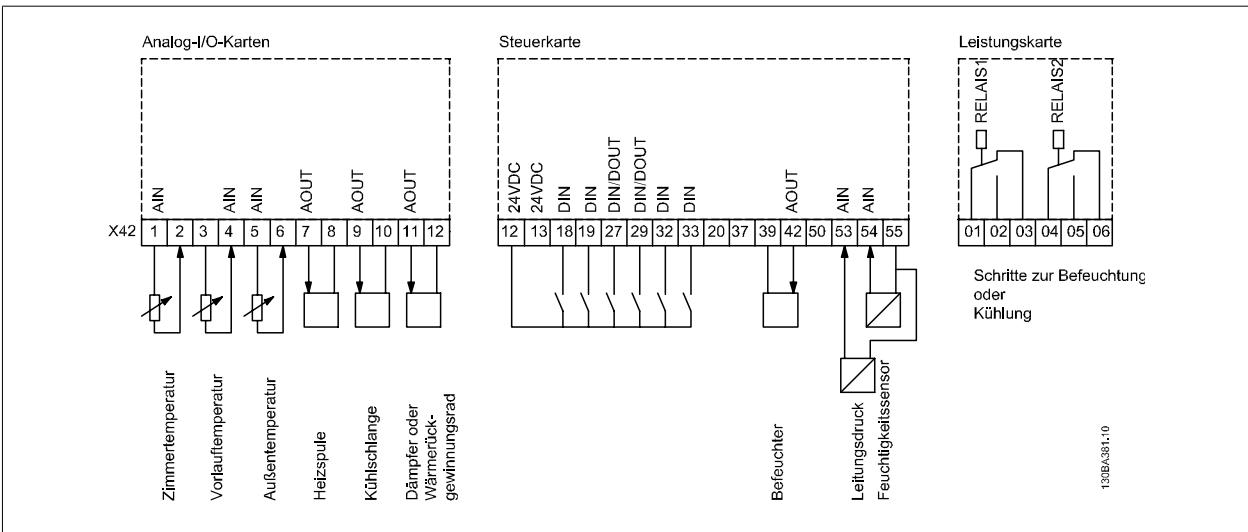 Analog-I/O-Karten
AIN
AIN
AIN
AOUT
AOUT
AOUT
X42
1 2 3 4 5 6 7 8 9 10 11 12
Zimmertemperatur
Vorlauftemperatur
Außentemperatur
Heizspule
Kühlschlange
Dämpfer oder
Wärmerück-
gewinnungsrad
Steuerkarte
24VDC
24VDC
DIN
DIN
DIN/DOUT
DIN/DOUT
DIN
DIN
AOUT
AIN
AIN
12 13 18 19 27 29 32 33 20 37 39 42 50 53 54 55
Befeuchter
Leitungsdruck
Feuchtigkeitssensor
Leistungskarte
RELAIS1
RELAIS2
01 02 03 04 05 06
Schritte zur Befeuchtung
oder
Kühlung
130BA381.10